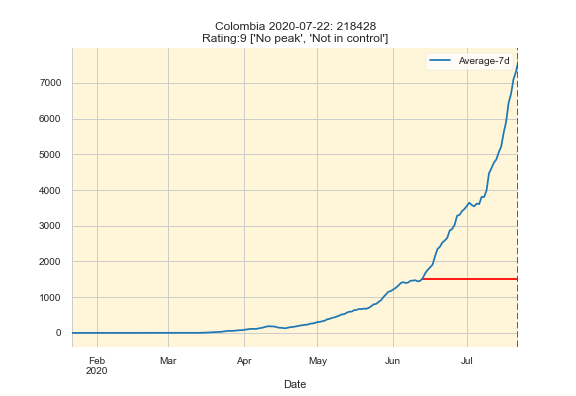 Colombia 2020-07-22: 218428
Rating:9 ['No peak', 'Not in control']
Average-7d
7000
6000
5000
4000
3000
2000
1000
0
Feb Mar Apr May Jun Jul
2020
Date